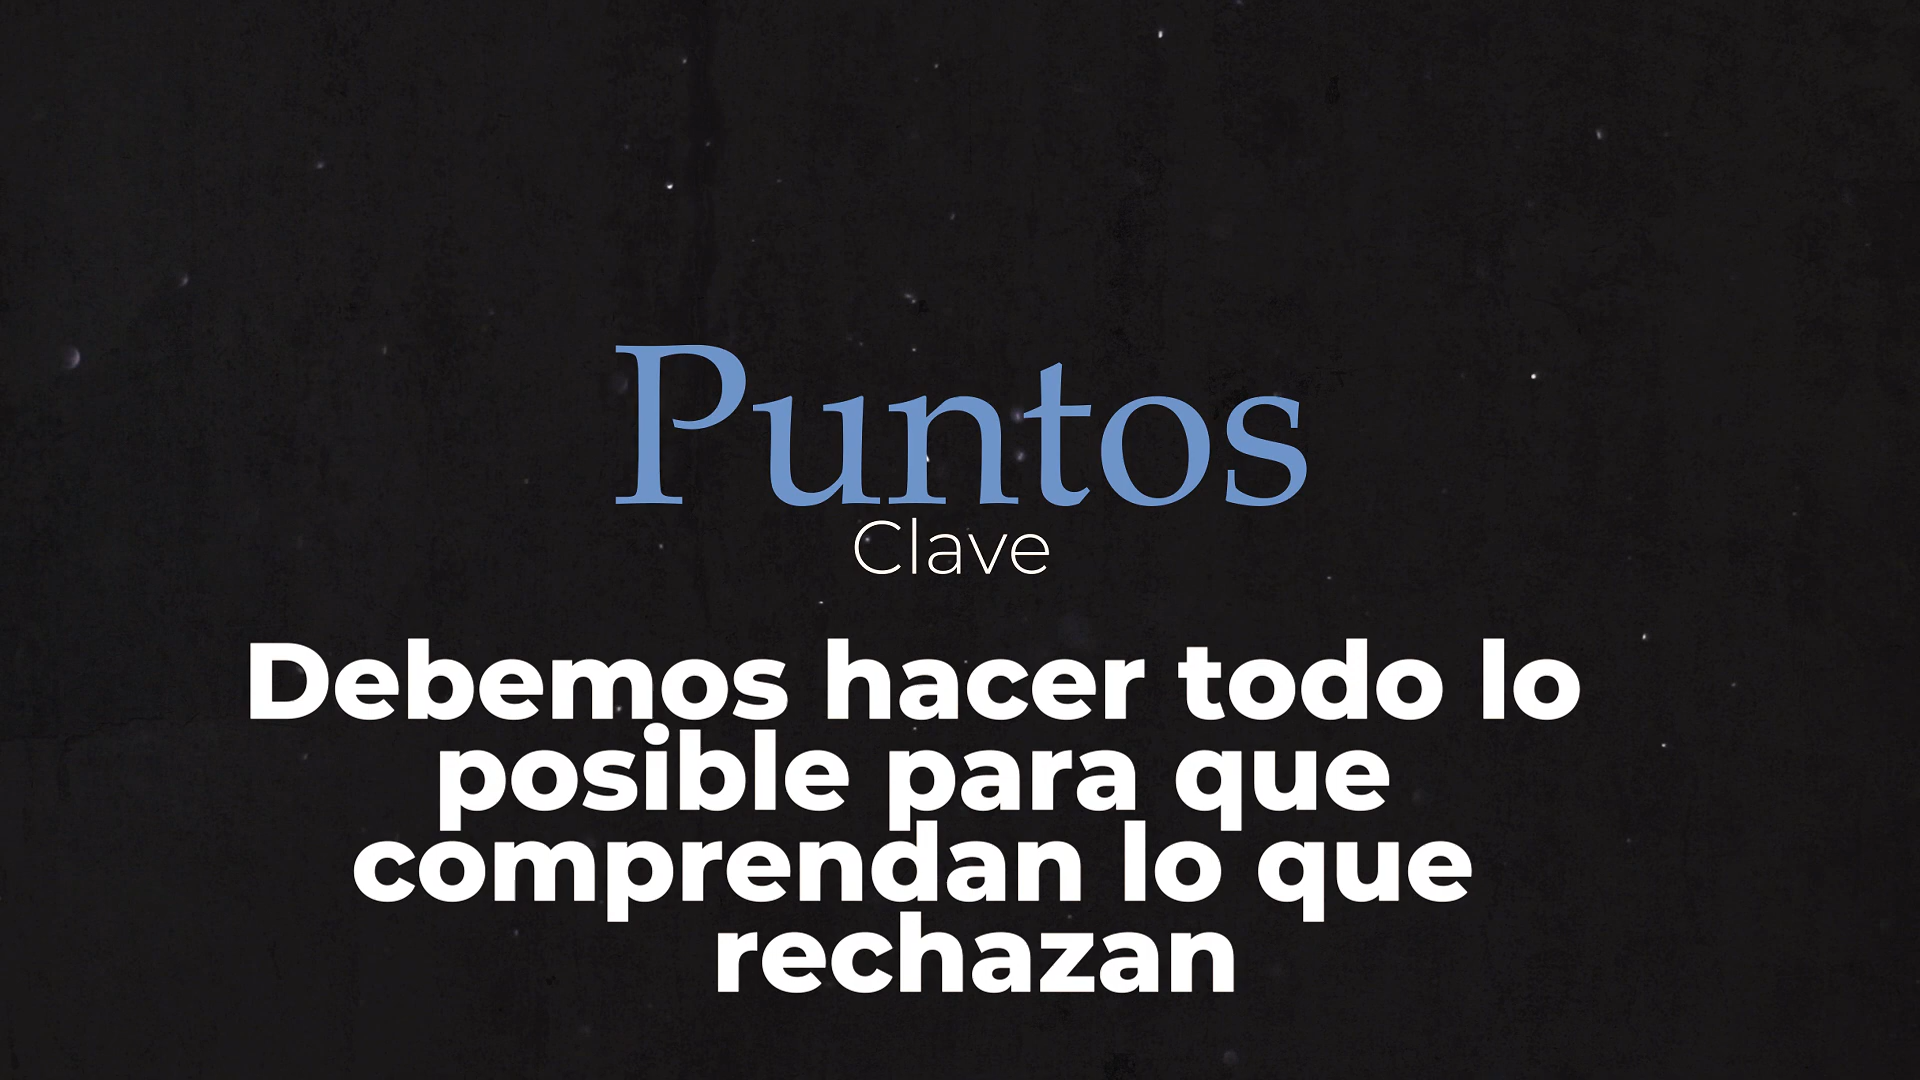 Puntos
Clave
Debemos hacer todo lo
posible para que
comprendan lo que
rechazan